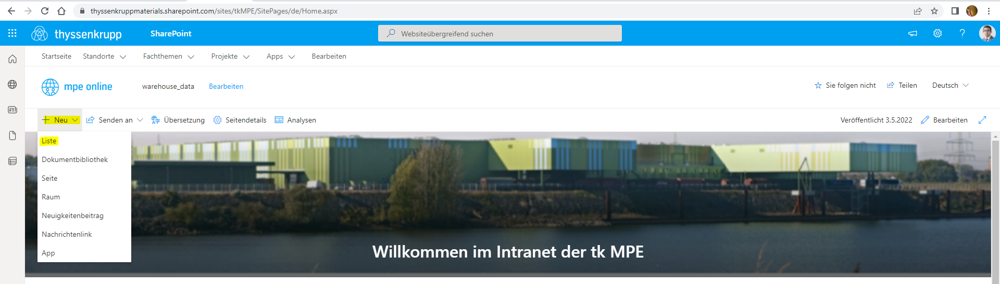 thyssenkruppmaterials.sharepoint.com/sites/tkMPE/SitePages/de/Home.aspx
thyssenkrupp SharePoint Websiteübergreifend suchen
Startseite Standorte Fachthemen Projekte Apps Bearbeiten
mpe online warehouse_data Bearbeiten Sie folgen nicht Teilen Deutsch
Neu Senden an Übersetzung Seitendetails Analysen Veröffentlicht 3.5.2022 Bearbeiten
Liste
Dokumentbibliothek
Seite
Raum
Neuigkeitenbeitrag
Nachrichtenlink
App
Willkommen im Intranet der tk MPE